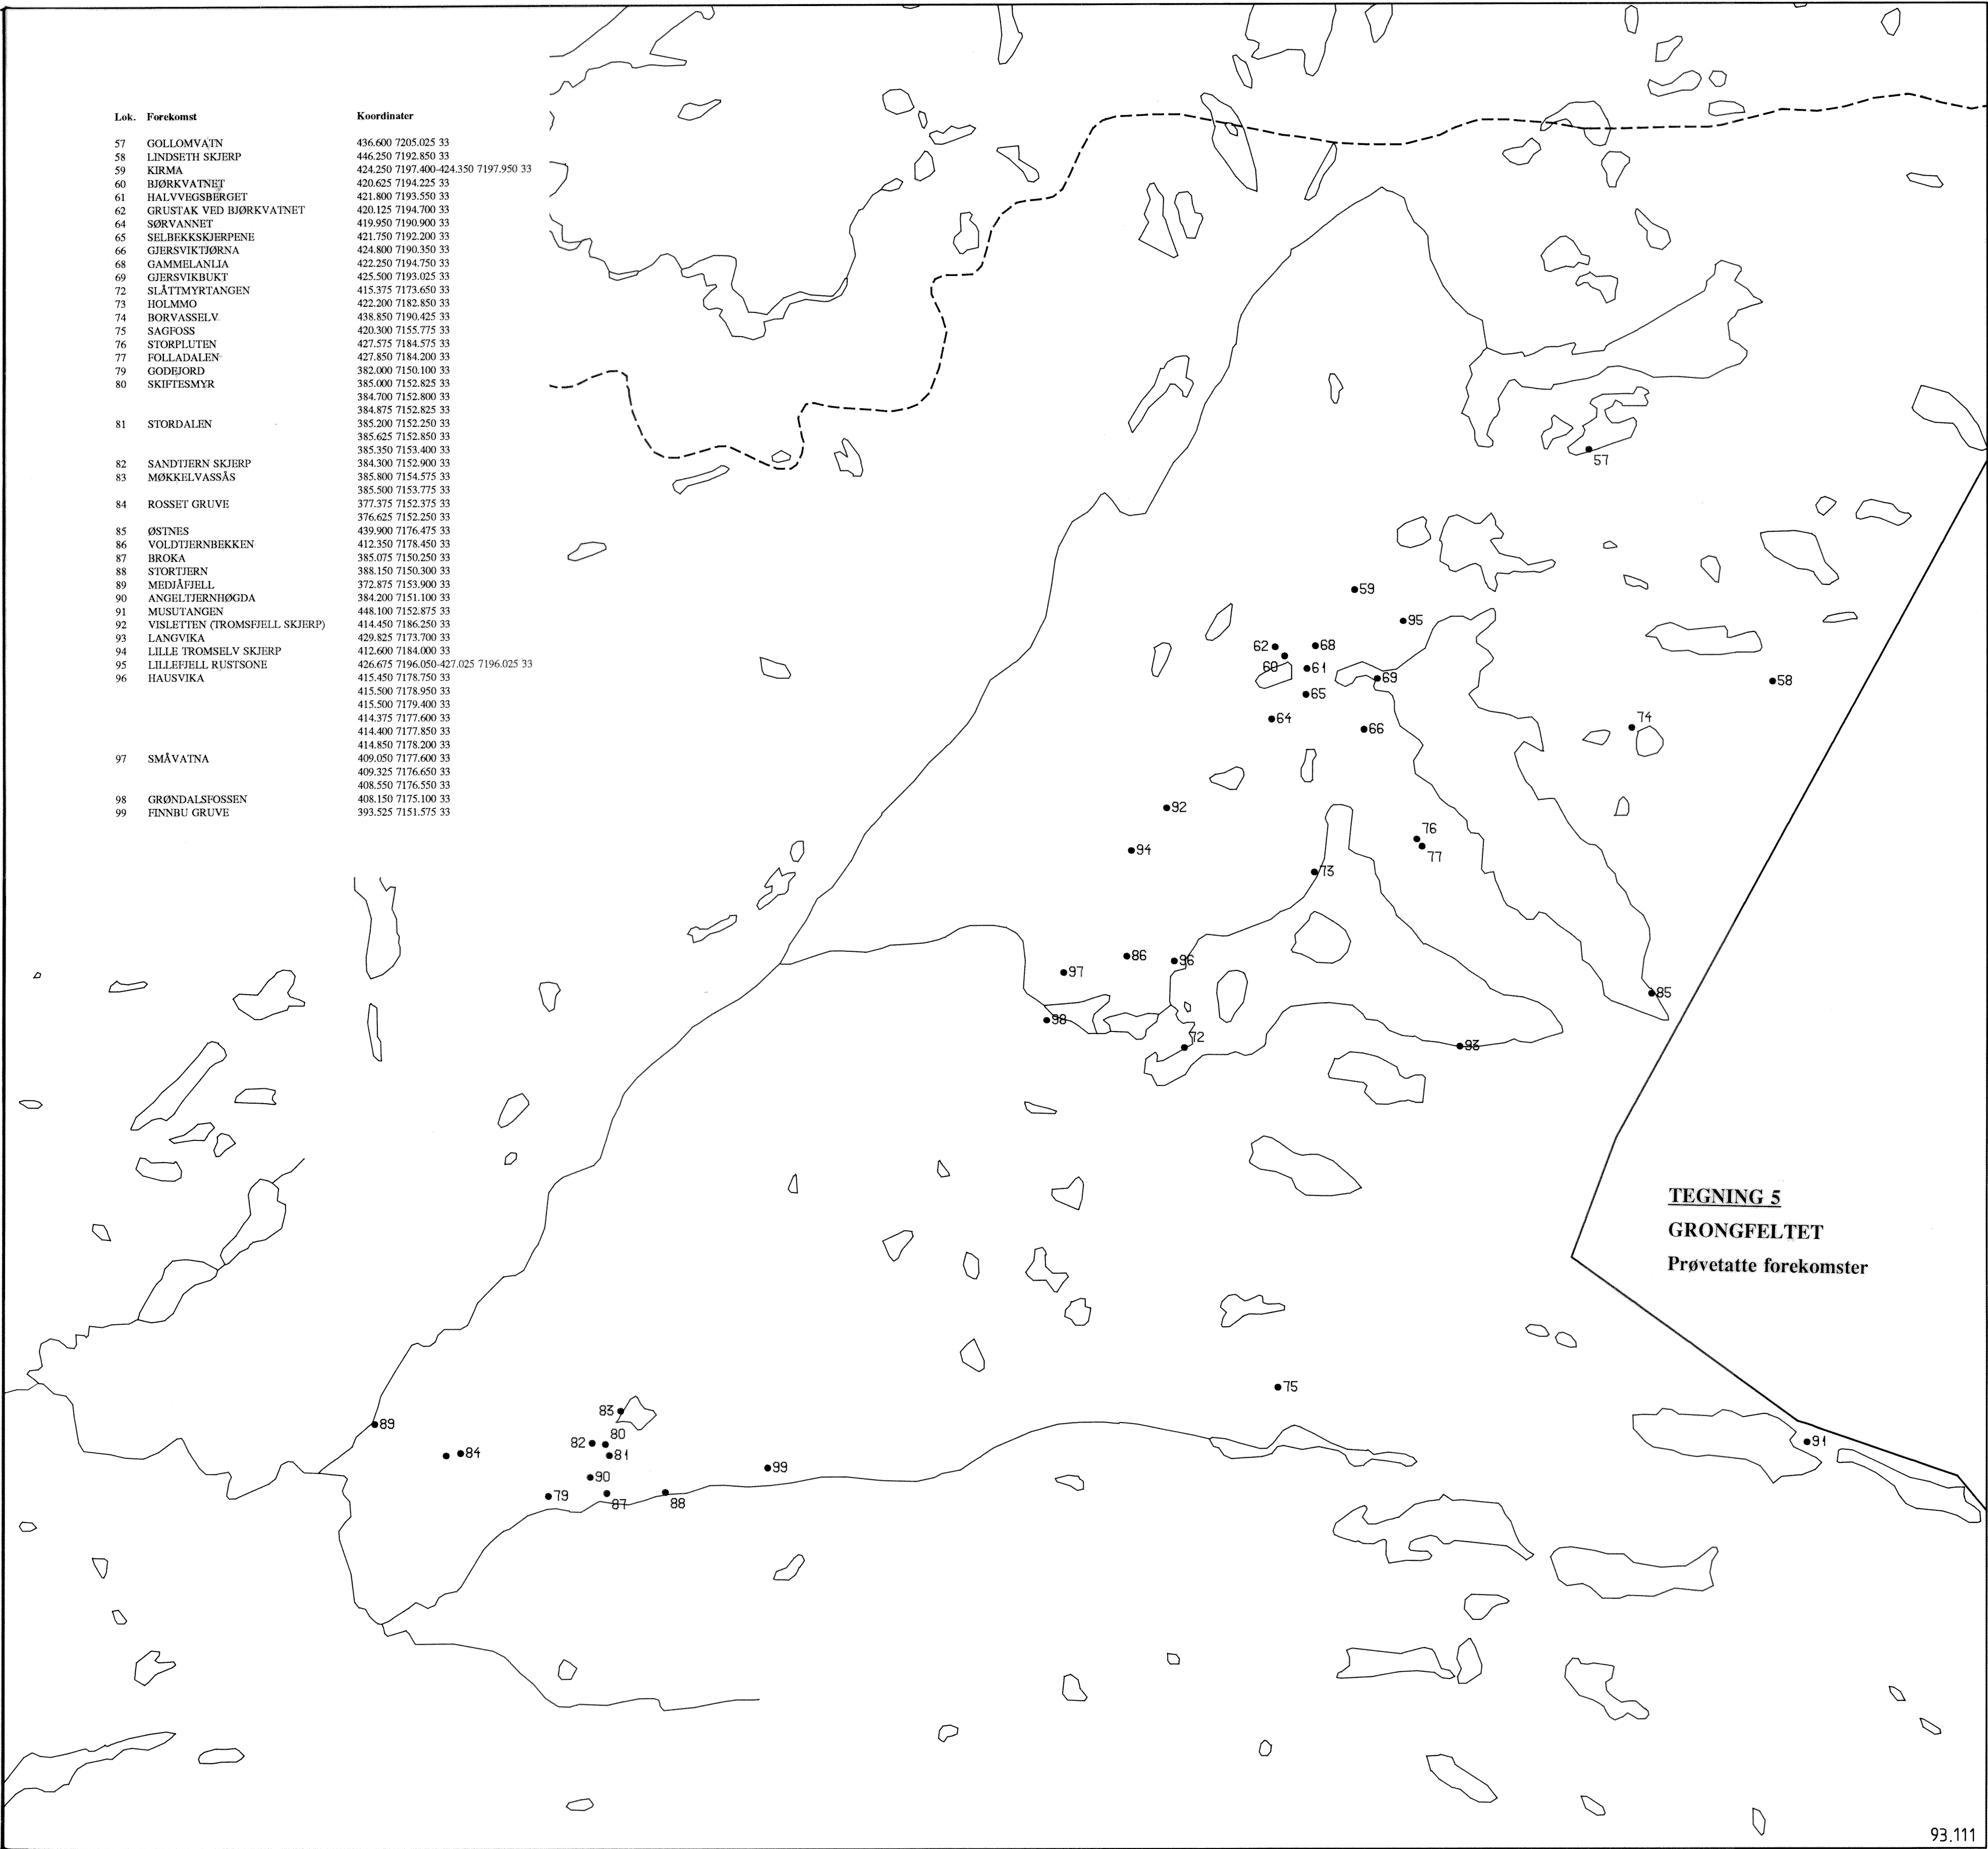 Lok. Forekomst Koordinater
57 GOLLOMVATN 436.600 7205.025 33
58 LINDSETH SKJERP 446.250 7192.850 33
59 KIRMA 424.250 7197.400-424.350 7197.950 33
60 BJØRKVATNET 420.625 7194.225 33
61 HALVVEGSBERGET 421.800 7193.550 33
62 GRUSTAK VED BJØRKVATNET 420.125 7194.700 33
64 SØRVANNET 419.950 7190.900 33
65 SELBEKKSKJERPENE 421.750 7192.200 33
66 GJERSVIKTJØRNA 424.800 7190.350 33
68 GAMMELANLIA 422.250 7194.750 33
69 GJERSVIKBUKT 425.500 7193.025 33
72 SLÅTTMYRTANGEN 415.375 7173.650 33
73 HOLMMO 422.200 7182.850 33
74 BORVASSELV 438.850 7190.425 33
75 SAGFOSS 420.300 7155.775 33
76 STORPLUTEN 427.575 7184.575 33
77 FOLLADALEN 427.850 7184.200 33
79 GODEJORD 382.000 7150.100 33
80 SKIFTESMYR 385.000 7152.825 33
384.700 7152.800 33
384.875 7152.825 33
81 STORDALEN 385.200 7152.250 33
385.625 7152.850 33
385.350 7153.400 33
82 SANDTJERN SKJERP 384.300 7152.900 33
83 MØKKELVASSÅS 385.800 7154.575 33
385.500 7153.775 33
84 ROSSET GRUVE 377.375 7152.375 33
376.625 7152.250 33
85 ØSTNES 439.900 7176.475 33
86 VOLDTJERNBEKKEN 412.350 7178.450 33
87 BROKA 385.075 7150.250 33
88 STORTJERN 388.150 7150.300 33
89 MEDJÅFJELL 372.875 7153.900 33
90 ANGELTJERNHØGDA 384.200 7151.100 33
91 MUSUTANGEN 448.100 7152.875 33
92 VISLETTEN (TROMSFJELL SKJERP) 414.450 7186.250 33
93 LANGVIKA 429.825 7173.700 33
94 LILLE TROMSELV SKJERP 412.600 7184.000 33
95 LILLEFJELL RUSTSONE 426.675 7196.050-427.025 7196.025 33
96 HAUSVIKA 415.450 7178.750 33
415.500 7178.950 33
415.500 7179.400 33
414.375 7177.600 33
414.400 7177.850 33
414.850 7178.200 33
97 SMÅVATNA 409.050 7177.600 33
409.325 7176.650 33
408.550 7176.550 33
98 GRØNDALSFOSSEN 408.150 7175.100 33
99 FINNBU GRUVE 393.525 7151.575 33
57
59
95
62
68
60
61
69
58
65
64
74
66
92
76
94
77
73
86
96
97
85
98
72
93
TEGNING 5
GRONGFELTET
Prøvetatte forekomster
75
83
89
82
80
91
84
81
99
90
79
87
88
93.111